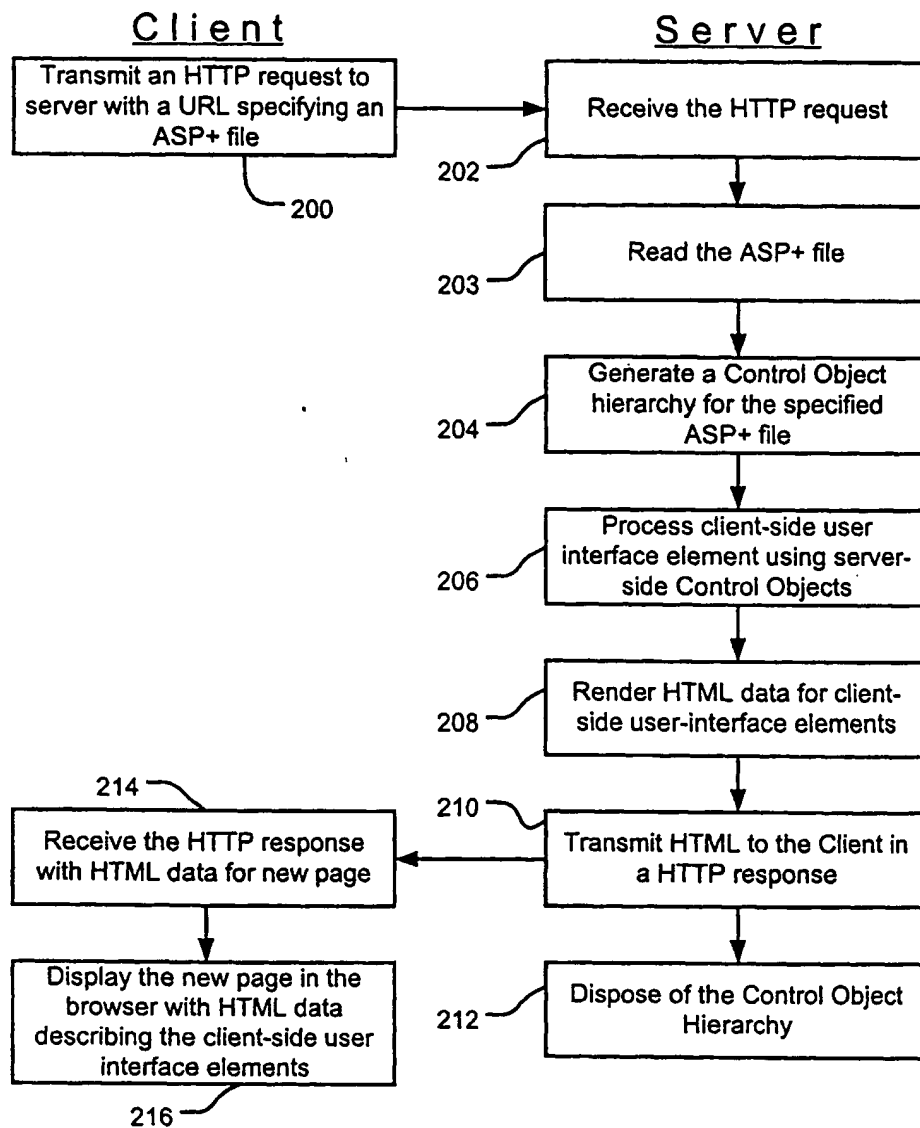 Client
Server
Transmit an HTTP request to
server with a URL specifying an
ASP+ file
200
Receive the HTTP request
202
Read the ASP+ file
203
Generate a Control Object
hierarchy for the specified
ASP+ file
204
Process client-side user
interface element using server-
side Control Objects
206
Render HTML data for client-
side user-interface elements
208
210
Transmit HTML to the Client in
a HTTP response
214
Receive the HTTP response
with HTML data for new page
Dispose of the Control Object
Hierarchy
212
Display the new page in the
browser with HTML data
describing the client-side user
interface elements
216